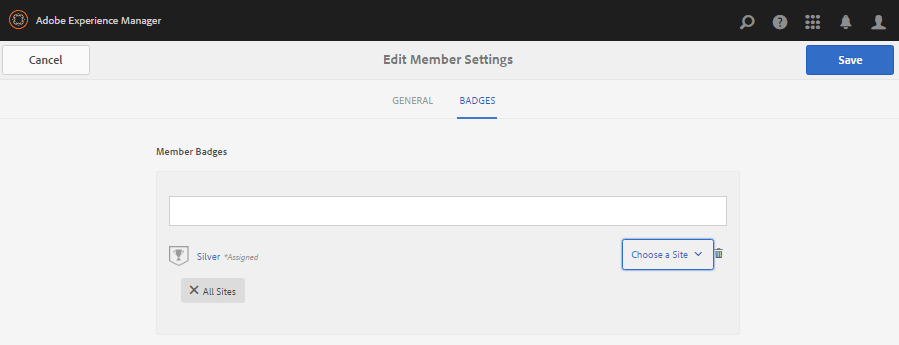 Adobe Experience Manager
Cancel
Edit Member Settings
Save
GENERAL
BADGES
Member Badges
Silver *Assigned
Choose a Site
All Sites